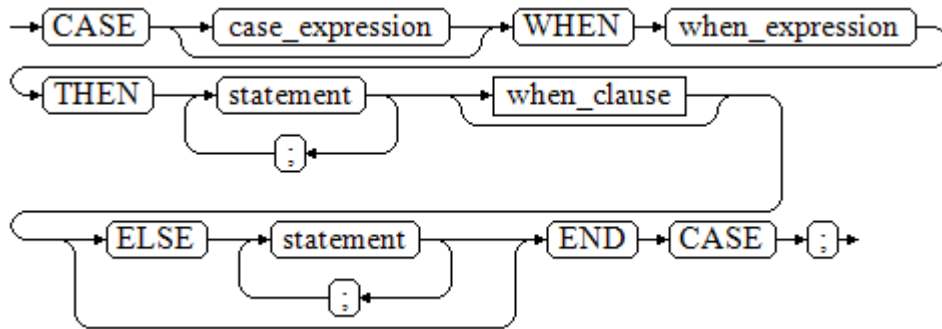 CASE case_expression WHEN when_expression
THEN statement when_clause
;
ELSE statement END CASE ;
;